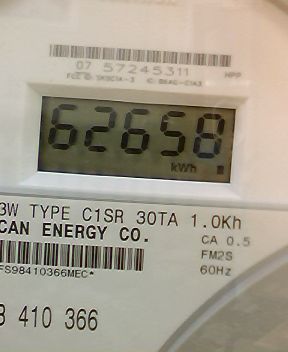 07 57245311
HPP
62658
kWh
3W TYPE C1SR 30TA 1.0Kh
CAN ENERGY CO.
CA 0.5
FM2S
60Hz
FS98410366MEC*
410 366